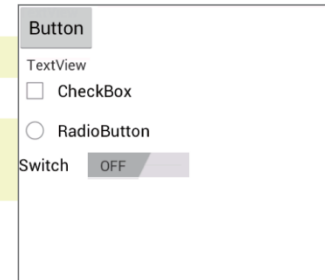 Button
TextView
CheckBox
RadioButton
Switch OFF